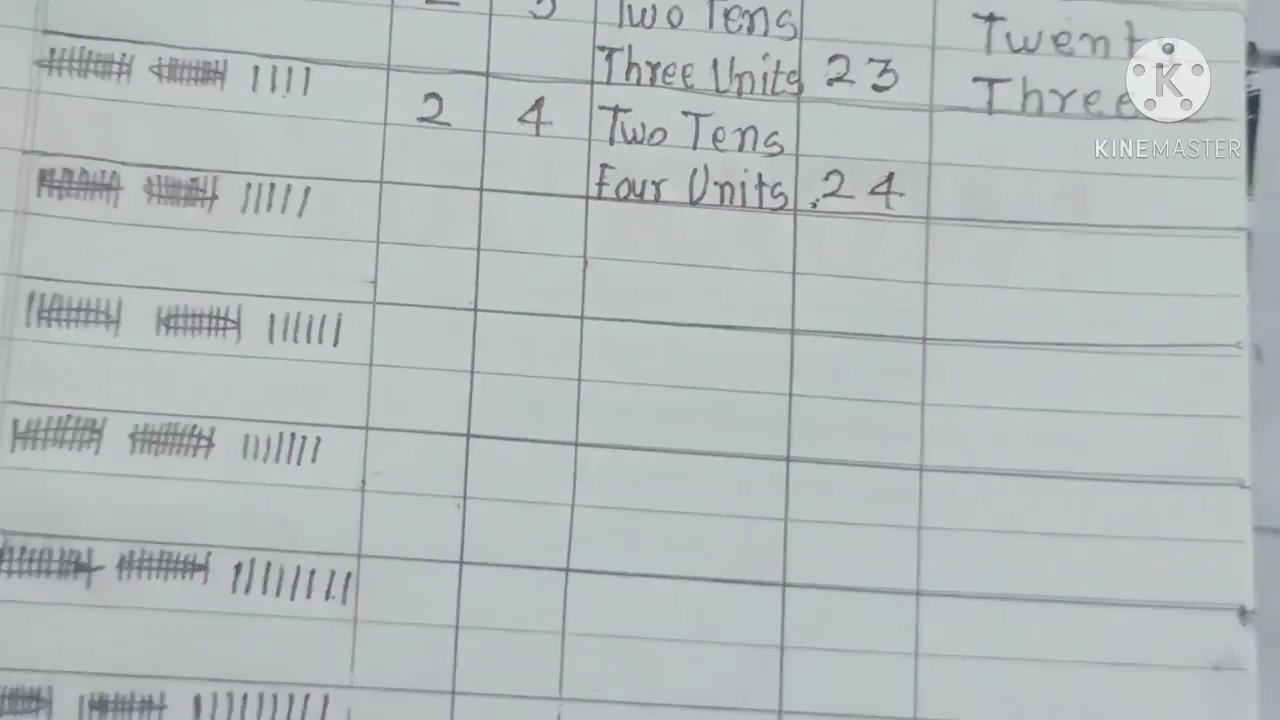 Two Tens
Three Units 23
Twent
Three
2 4 Two Tens
Four Units .24
K
KINEMASTER